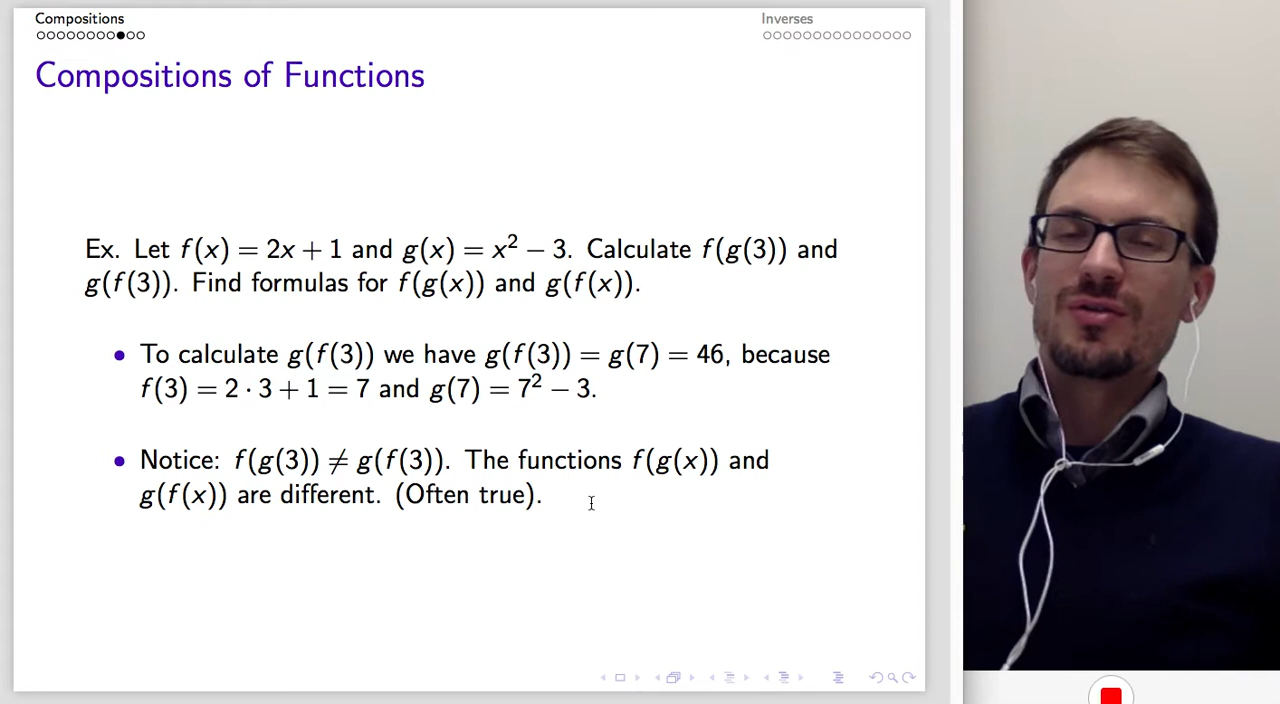 Compositions
Inverses
Compositions of Functions
Ex. Let f(x) = 2x + 1 and g(x) = x² − 3. Calculate f(g(3)) and
g(f(3)). Find formulas for f(g(x)) and g(f(x)).
• To calculate g(f(3)) we have g(f(3)) = g(7) = 46, because
f(3) = 2 · 3 + 1 = 7 and g(7) = 7² − 3.
• Notice: f(g(3)) ≠ g(f(3)). The functions f(g(x)) and
g(f(x)) are different. (Often true).